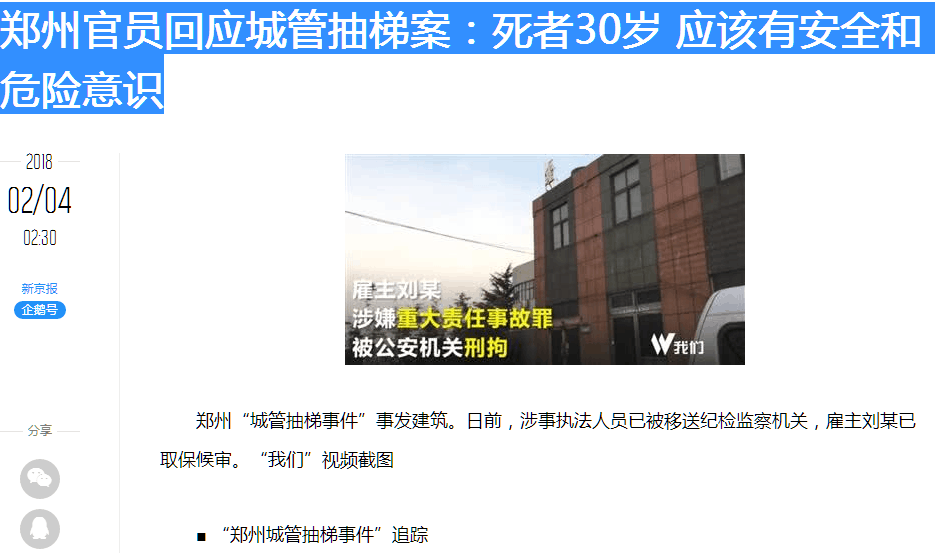 郑州官员回应城管抽梯案：死者30岁 应该有安全和
危险意识
2018
02/04
02:30
新京报
企鹅号
分享
雇主刘某
涉嫌重大责任事故罪
被公安机关刑拘
W我们
郑州“城管抽梯事件”事发建筑。日前，涉事执法人员已被移送纪检监察机关，雇主刘某已
取保候审。“我们”视频截图
■ “郑州城管抽梯事件”追踪